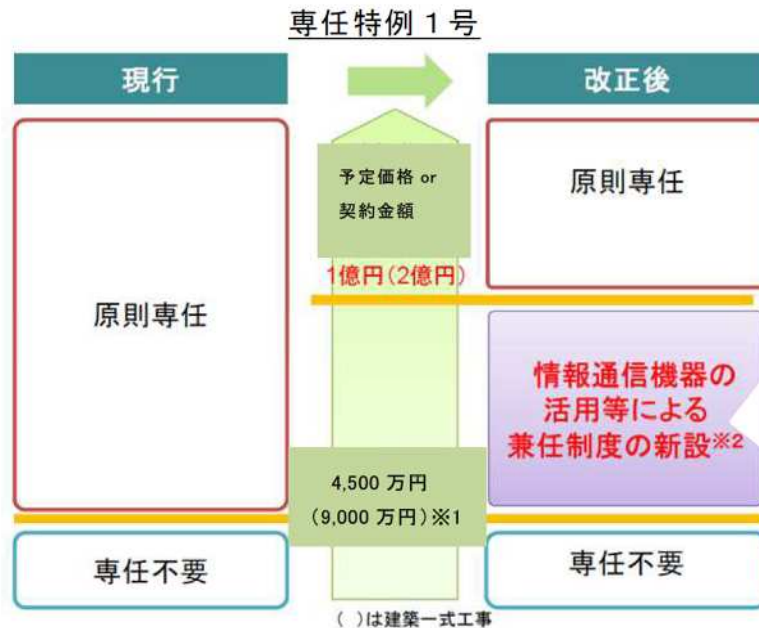 専任特例１号
現行
改正後
原則専任
予定価格 or
契約金額
1億円(2億円)
原則専任
情報通信機器の
活用等による
兼任制度の新設※2
4,500 万円
(9,000 万円)※1
専任不要
専任不要
(　)は建築一式工事